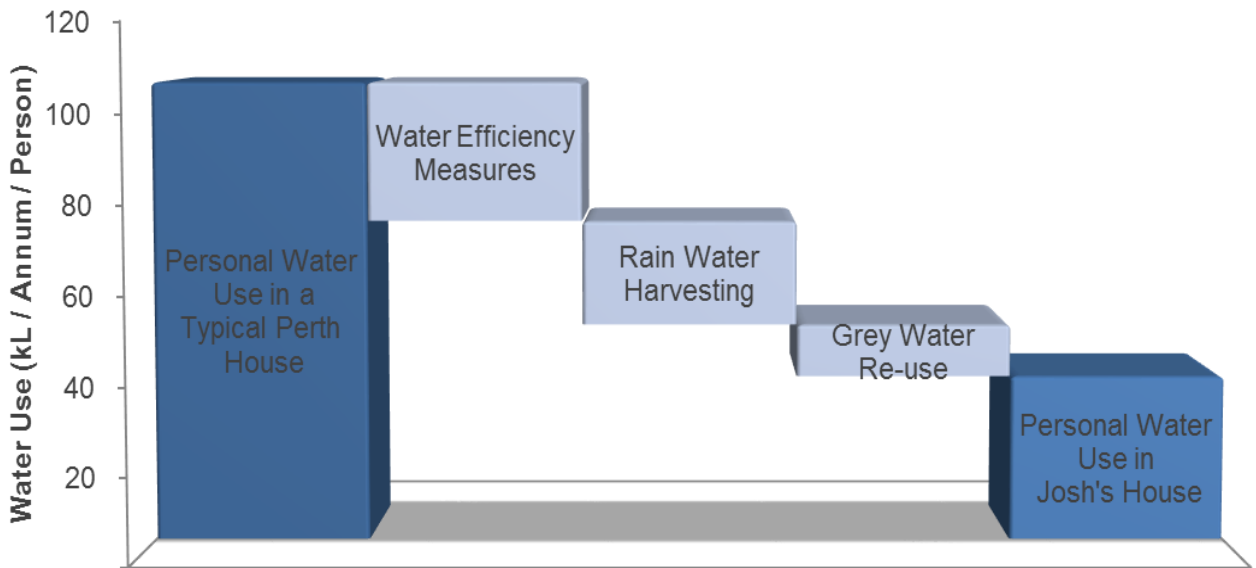 Water Use (kL / Annum / Person)
120
100
80
60
40
20
Personal Water
Use in a
Typical Perth
House
Water Efficiency
Measures
Rain Water
Harvesting
Grey Water
Re-use
Personal Water
Use in
Josh's House